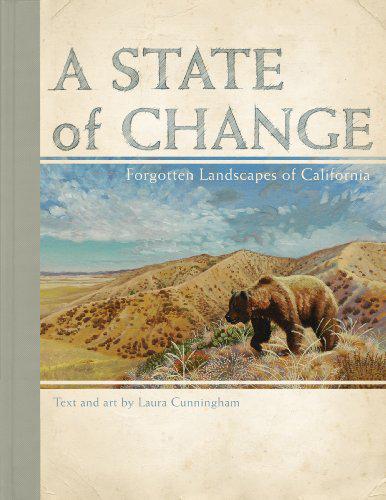 A STATE
of CHANGE
Forgotten Landscapes of California
Text and art by Laura Cunningham